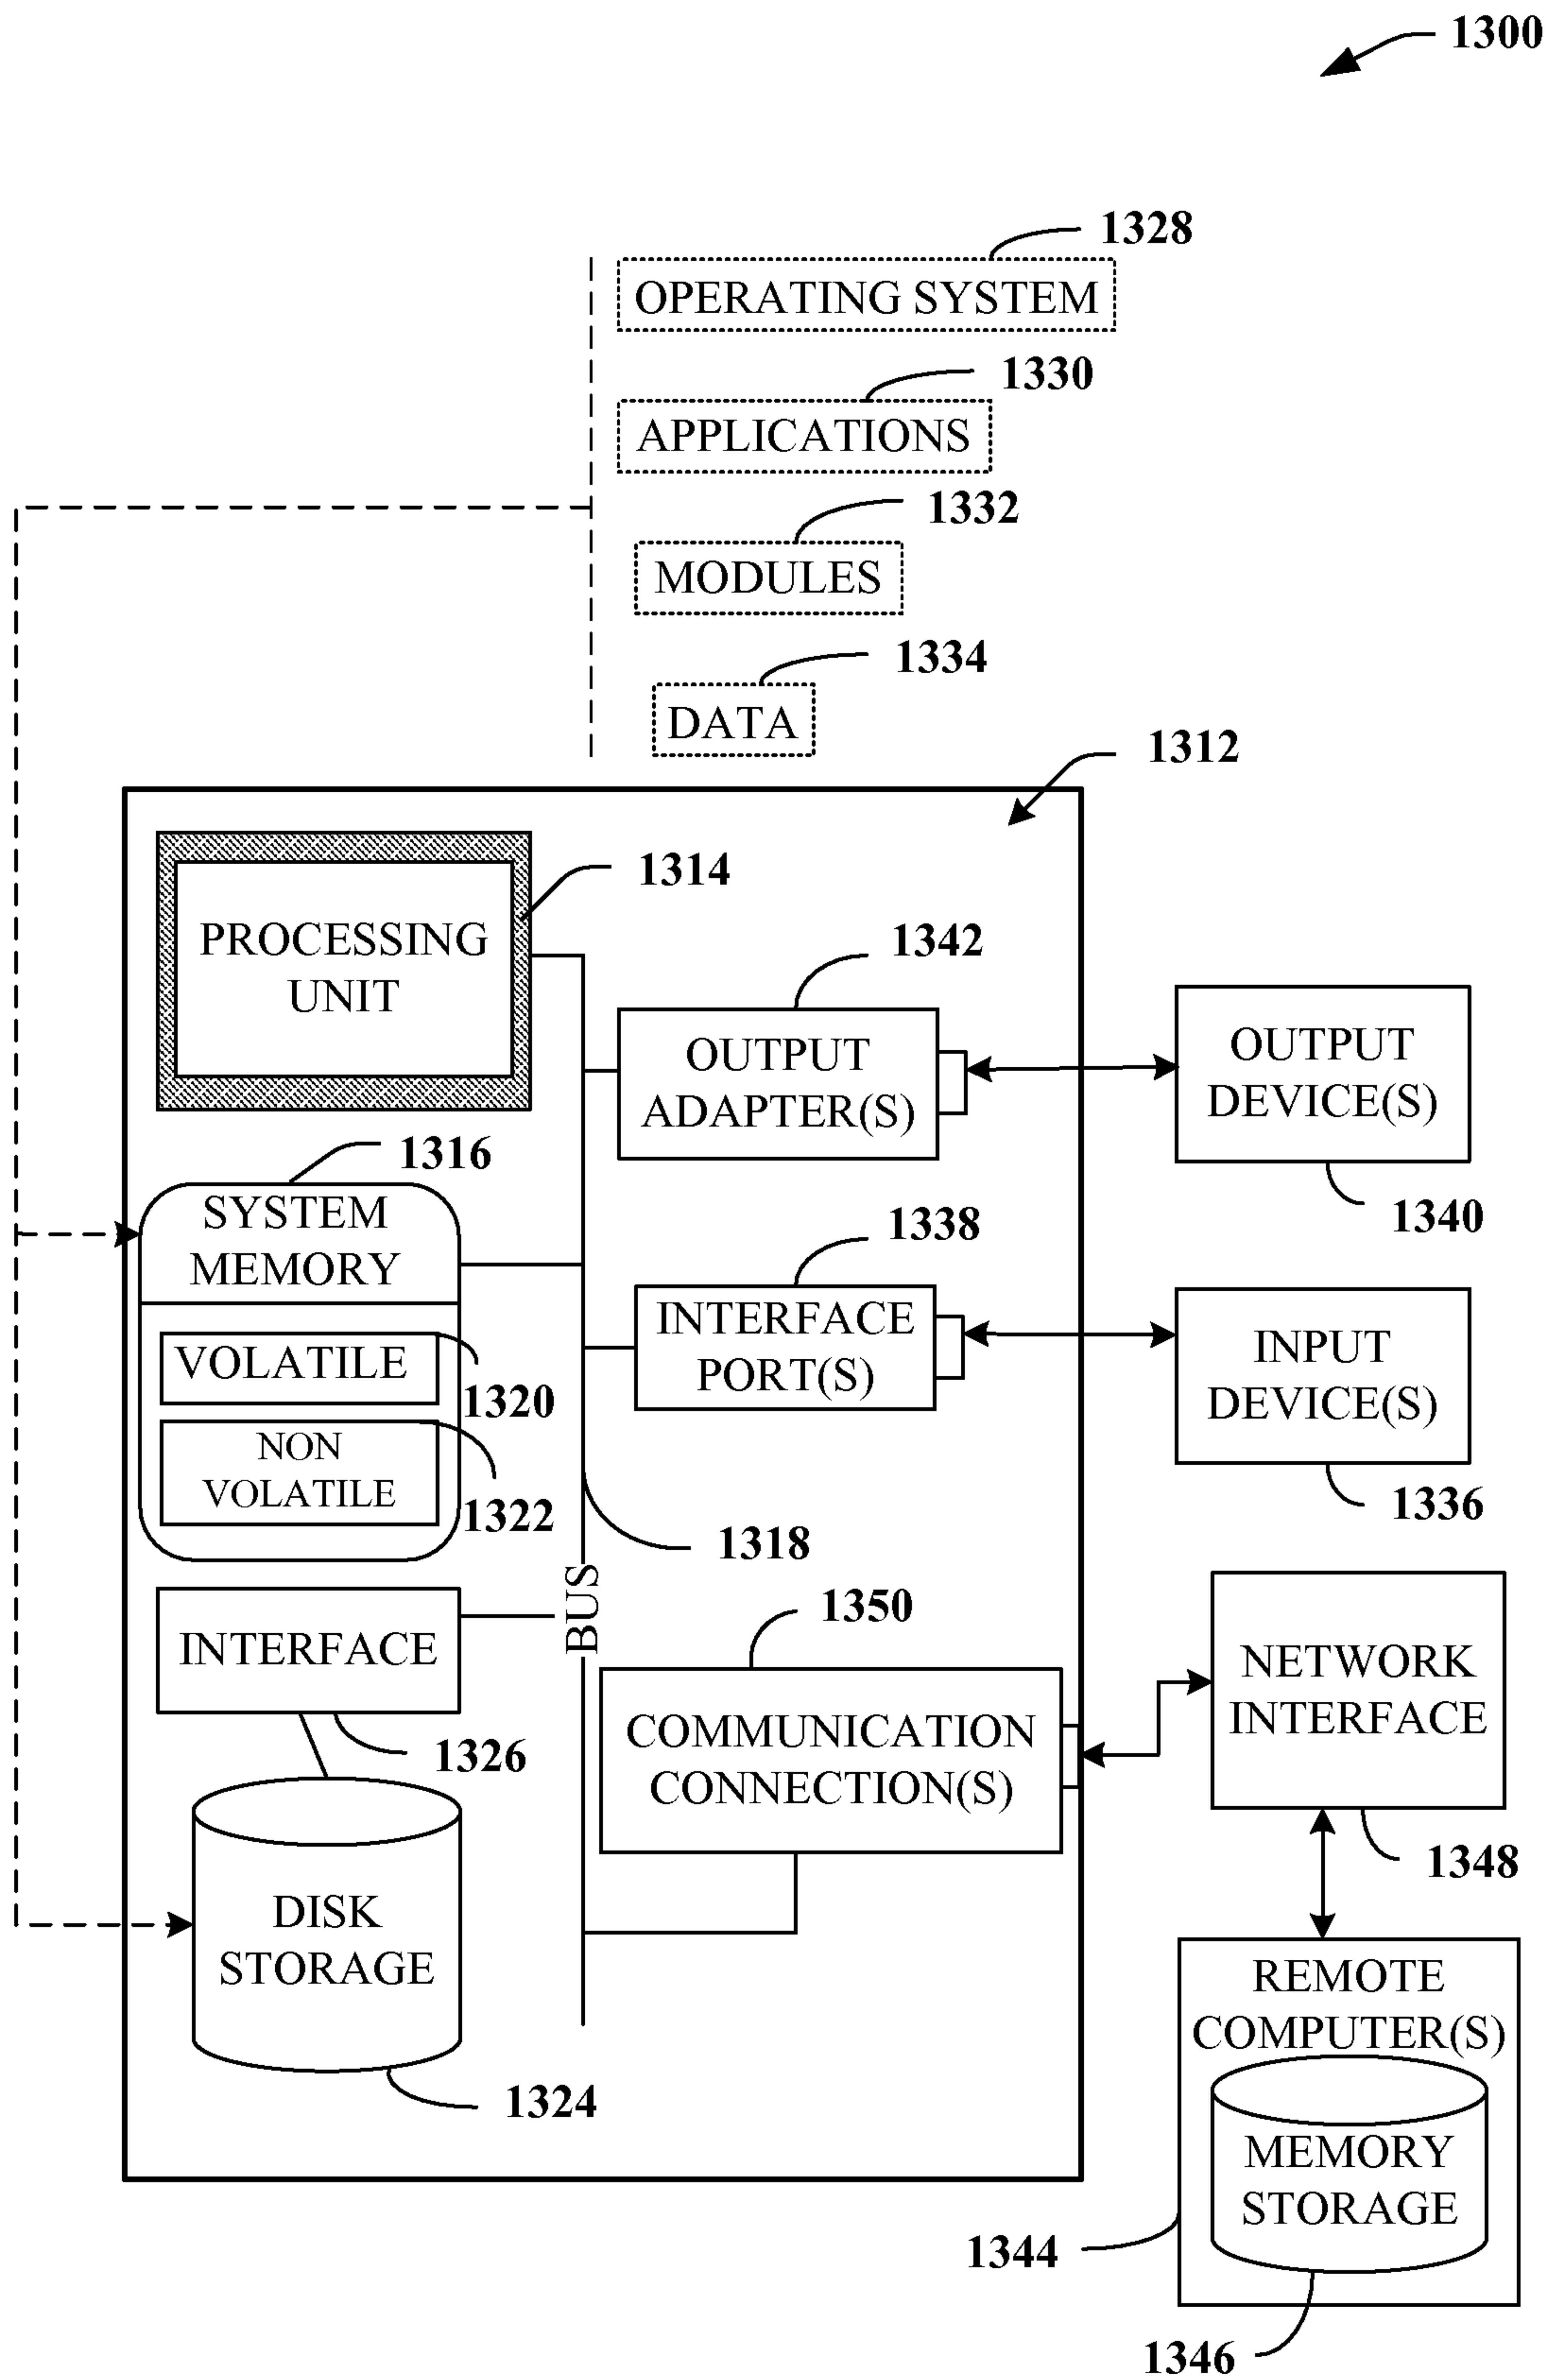 1300
1328
OPERATING SYSTEM
1330
APPLICATIONS
1332
MODULES
1334
DATA
1312
1314
PROCESSING
UNIT
1342
OUTPUT
ADAPTER(S)
OUTPUT
DEVICE(S)
1340
1316
SYSTEM
MEMORY
1338
INTERFACE
PORT(S)
INPUT
DEVICE(S)
1336
VOLATILE
1320
NON
VOLATILE
1322
1318
BUS
1350
INTERFACE
1326
COMMUNICATION
CONNECTION(S)
NETWORK
INTERFACE
1348
DISK
STORAGE
1324
REMOTE
COMPUTER(S)
MEMORY
STORAGE
1344
1346